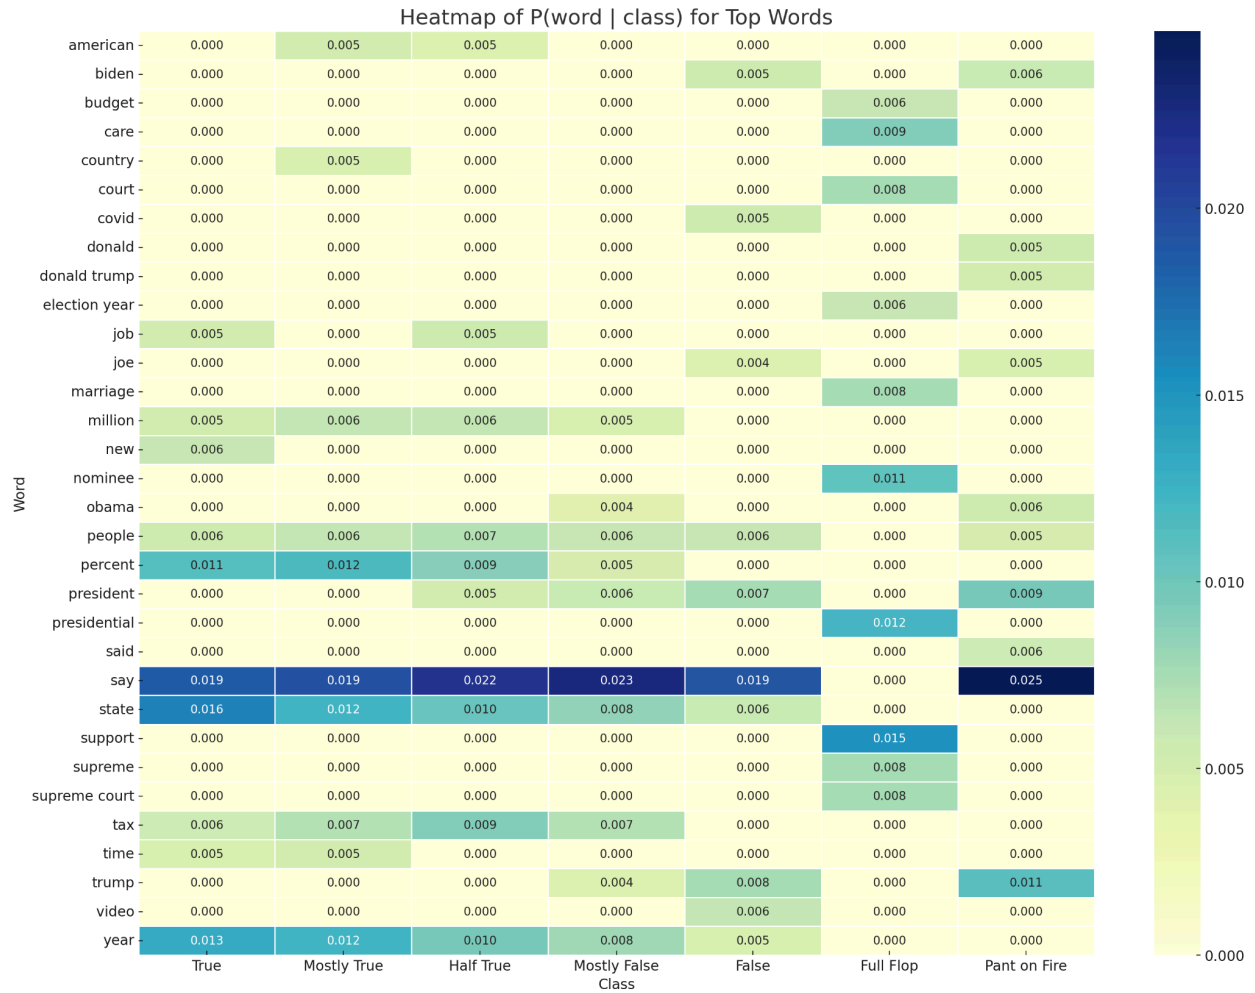 Heatmap of P(word | class) for Top Words
american 0.000 0.005 0.005 0.000 0.000 0.000 0.000
biden 0.000 0.000 0.000 0.000 0.005 0.000 0.006
budget 0.000 0.000 0.000 0.000 0.000 0.006 0.000
care 0.000 0.000 0.000 0.000 0.000 0.009 0.000
country 0.000 0.005 0.000 0.000 0.000 0.000 0.000
court 0.000 0.000 0.000 0.000 0.000 0.008 0.000
covid 0.000 0.000 0.000 0.000 0.005 0.000 0.000
donald 0.000 0.000 0.000 0.000 0.000 0.000 0.005
donald trump 0.000 0.000 0.000 0.000 0.000 0.000 0.005
election year 0.000 0.000 0.000 0.000 0.000 0.006 0.000
job 0.005 0.000 0.005 0.000 0.000 0.000 0.000
joe 0.000 0.000 0.000 0.000 0.004 0.000 0.005
marriage 0.000 0.000 0.000 0.000 0.000 0.008 0.000
million 0.005 0.006 0.006 0.005 0.000 0.000 0.000
new 0.006 0.000 0.000 0.000 0.000 0.000 0.000
nominee 0.000 0.000 0.000 0.000 0.000 0.011 0.000
obama 0.000 0.000 0.000 0.004 0.000 0.000 0.006
people 0.006 0.006 0.007 0.006 0.006 0.000 0.005
percent 0.011 0.012 0.009 0.005 0.000 0.000 0.000
president 0.000 0.000 0.005 0.006 0.007 0.000 0.009
presidential 0.000 0.000 0.000 0.000 0.000 0.012 0.000
said 0.000 0.000 0.000 0.000 0.000 0.000 0.006
say 0.019 0.019 0.022 0.023 0.019 0.000 0.025
state 0.016 0.012 0.010 0.008 0.006 0.000 0.000
support 0.000 0.000 0.000 0.000 0.000 0.015 0.000
supreme 0.000 0.000 0.000 0.000 0.000 0.008 0.000
supreme court 0.000 0.000 0.000 0.000 0.000 0.008 0.000
tax 0.006 0.007 0.009 0.007 0.000 0.000 0.000
time 0.005 0.005 0.000 0.000 0.000 0.000 0.000
trump 0.000 0.000 0.000 0.004 0.008 0.000 0.011
video 0.000 0.000 0.000 0.000 0.006 0.000 0.000
year 0.013 0.012 0.010 0.008 0.005 0.000 0.000
True Mostly True Half True Mostly False False Full Flop Pant on Fire
Class
Word
0.020
0.015
0.010
0.005
0.000